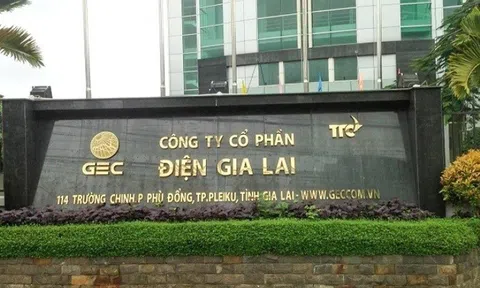 CÔNG TY CỔ PHẦN
TTC
GEC
ĐIỆN GIA LAI
114 TRƯỜNG CHINH, P PHÙ ĐỔNG, TP.PLEIKU, TỈNH GIA LAI - WWW.GECCOM.VN